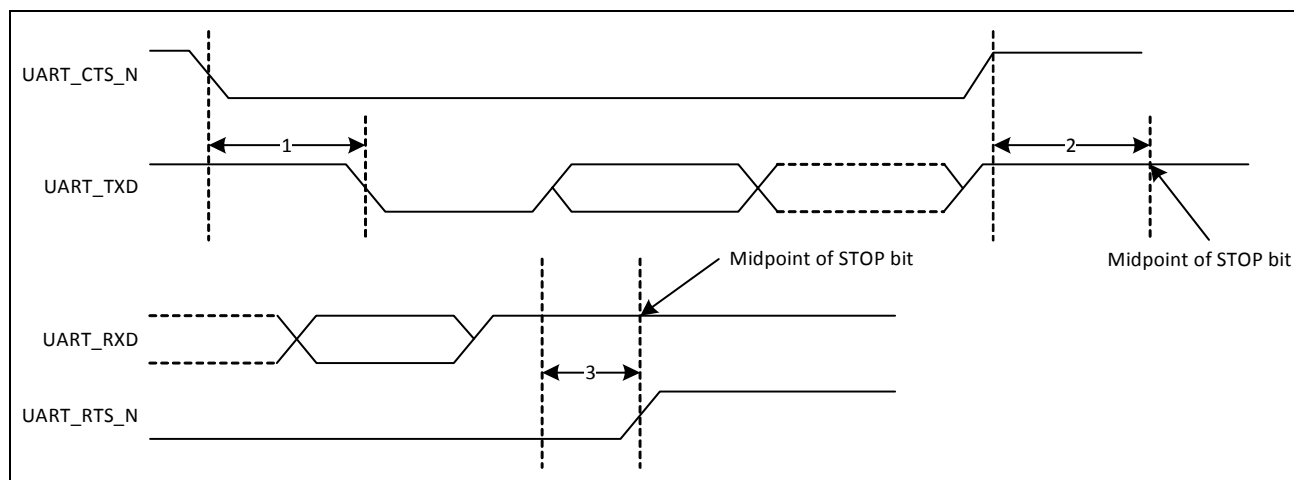 UART_CTS_N
1
2
UART_TXD
Midpoint of STOP bit
Midpoint of STOP bit
UART_RXD
3
UART_RTS_N